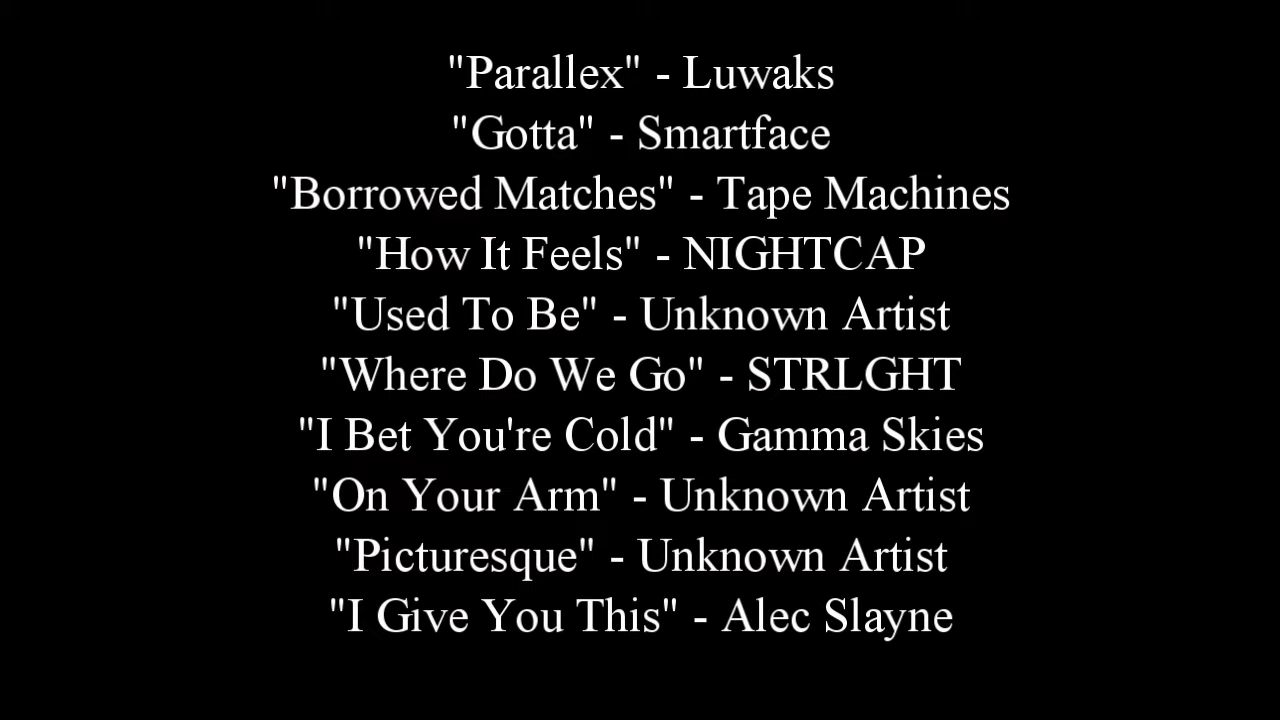 "Parallex" - Luwaks
"Gotta" - Smartface
"Borrowed Matches" - Tape Machines
"How It Feels" - NIGHTCAP
"Used To Be" - Unknown Artist
"Where Do We Go" - STRLGHT
"I Bet You're Cold" - Gamma Skies
"On Your Arm" - Unknown Artist
"Picturesque" - Unknown Artist
"I Give You This" - Alec Slayne